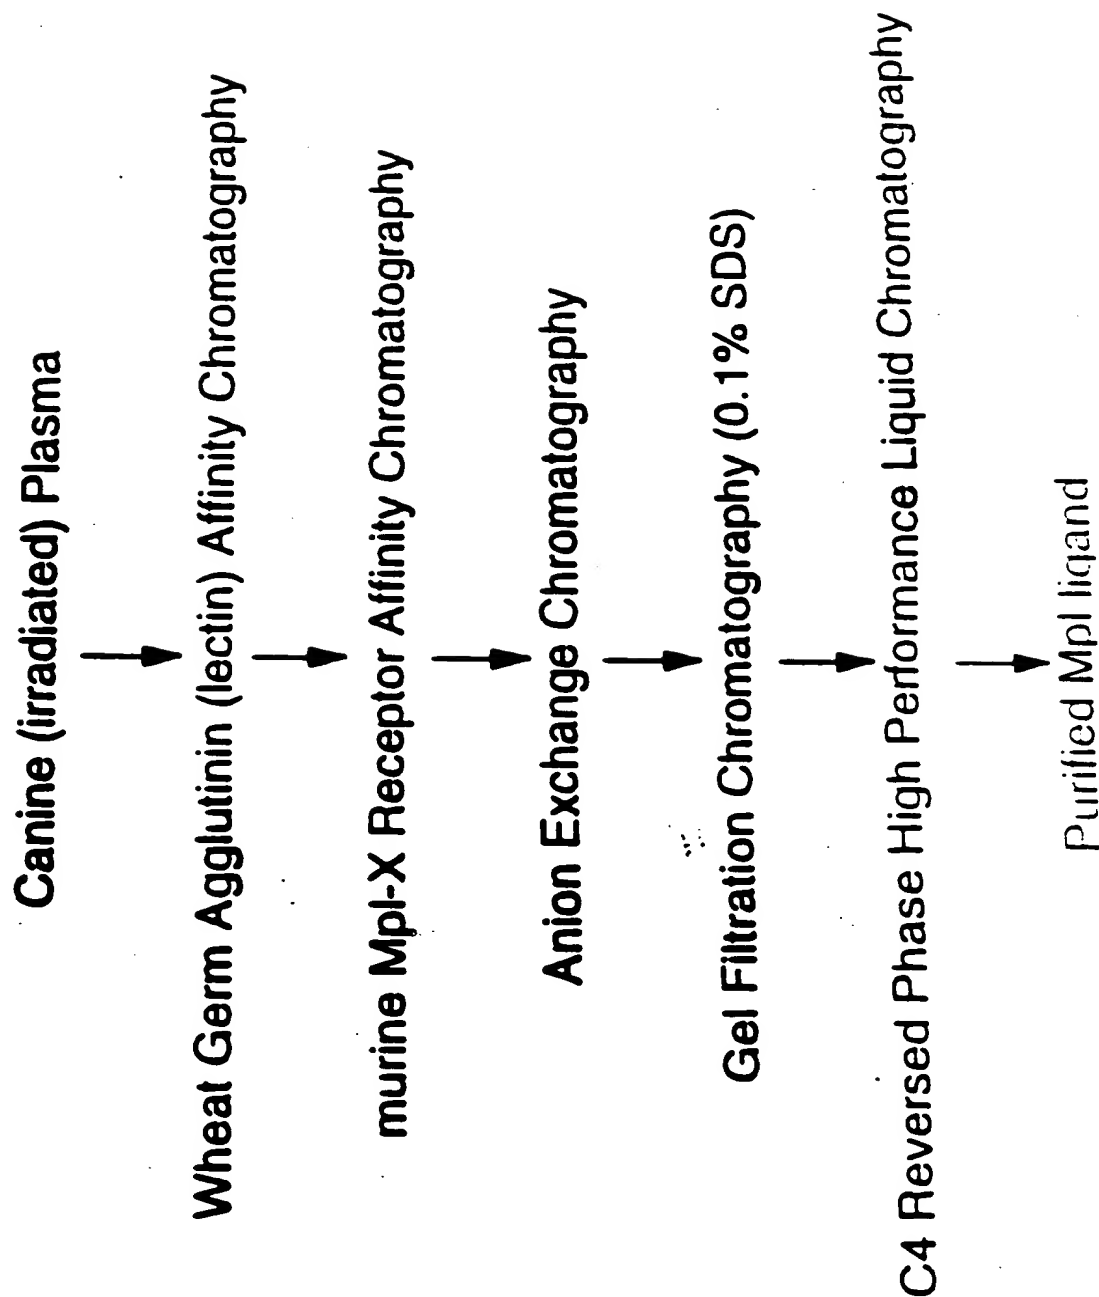 Canine (irradiated) Plasma
Wheat Germ Agglutinin (lectin) Affinity Chromatography
murine Mpl-X Receptor Affinity Chromatography
Anion Exchange Chromatography
Gel Filtration Chromatography (0.1% SDS)
C4 Reversed Phase High Performance Liquid Chromatography
Purified Mpl ligand